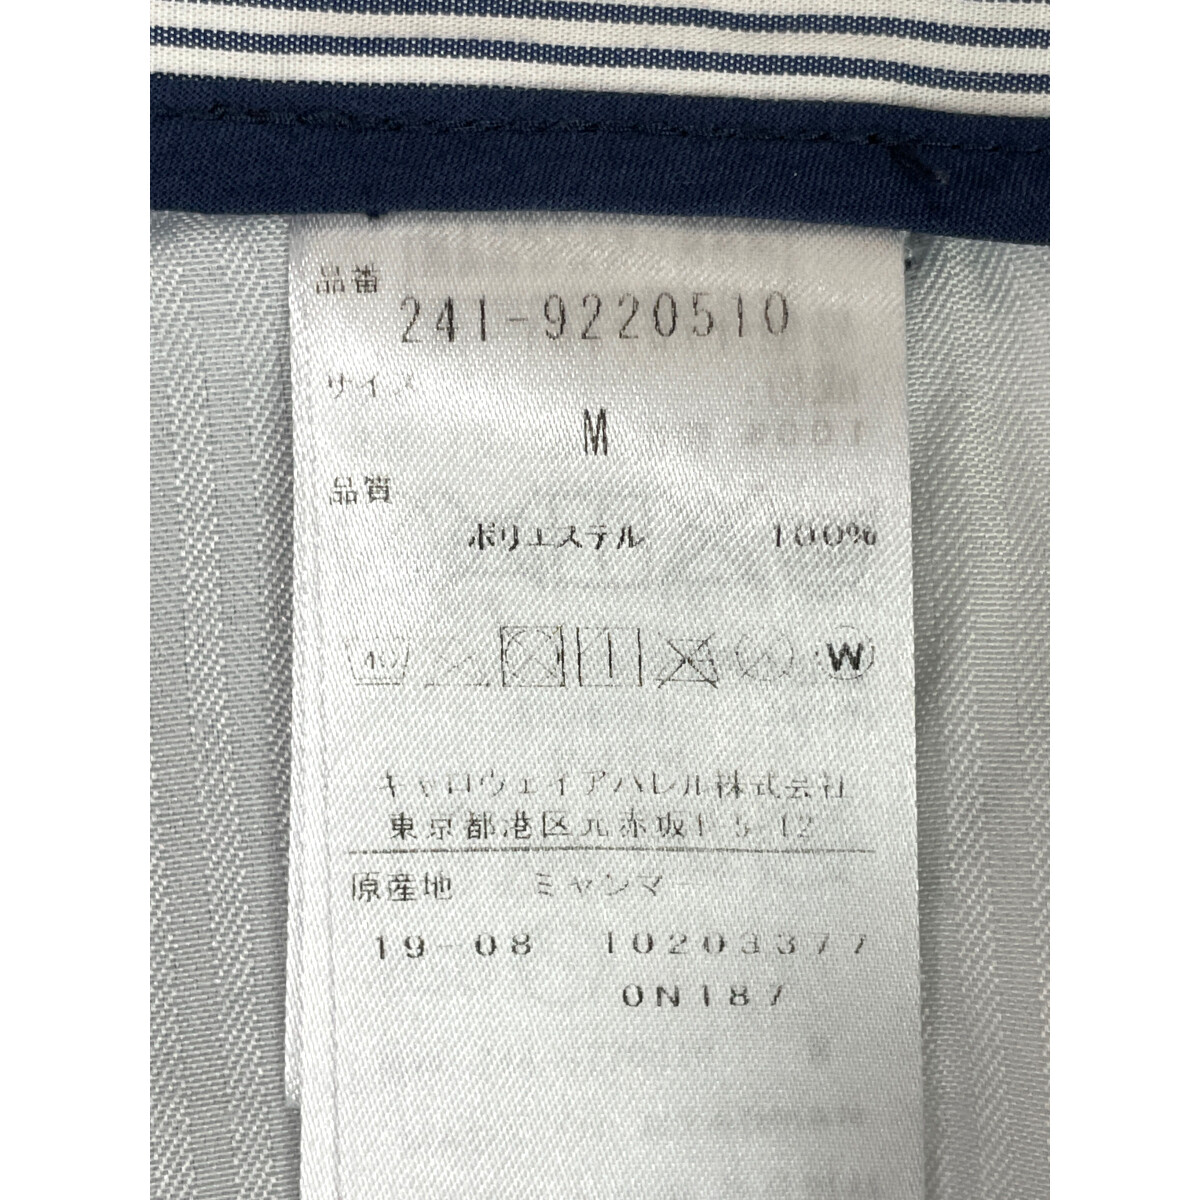 品番
241-9220510
サイズ
M
品質
ポリエステル 100%
40 W
キャロウェイアパレル株式会社
東京都港区元赤坂1-5-12
原産地 ミャンマー
19-08 10203377
0N187